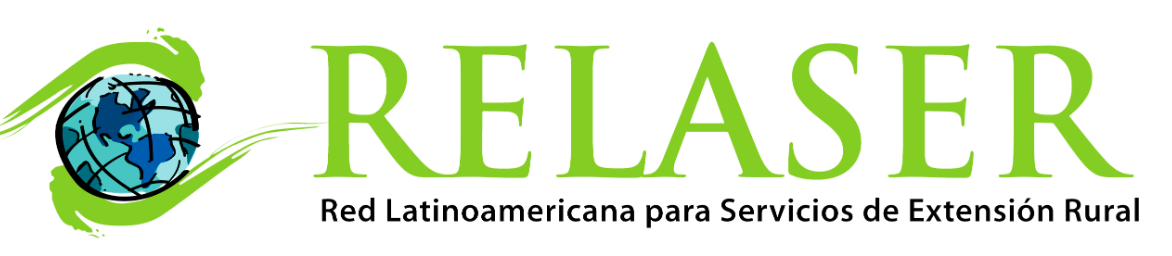 RELASER
Red Latinoamericana para Servicios de Extensión Rural